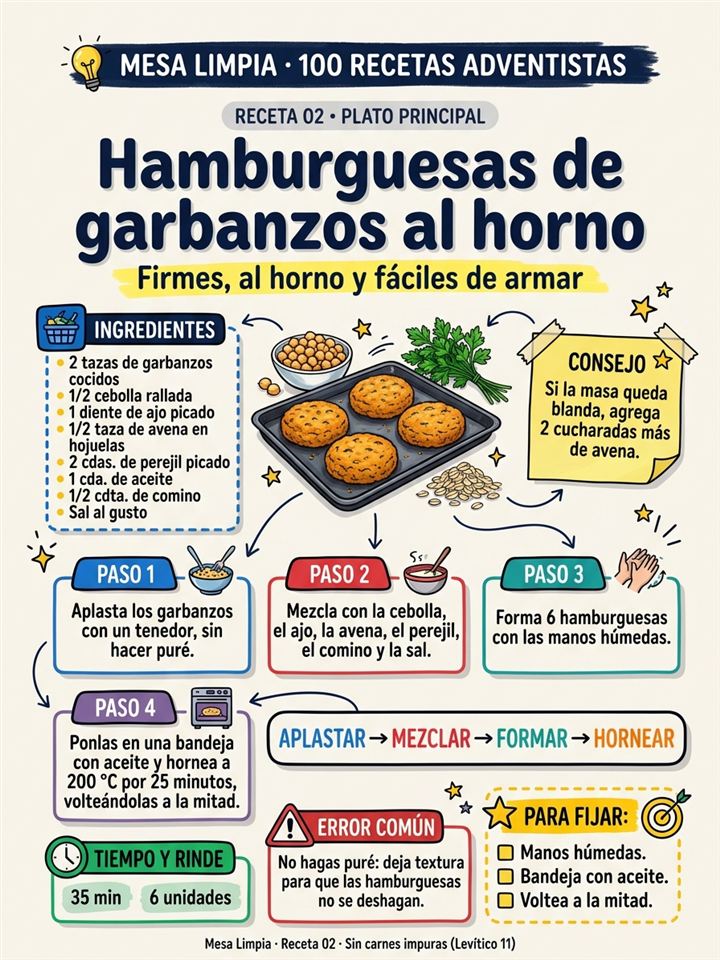 MESA LIMPIA · 100 RECETAS ADVENTISTAS
RECETA 02 • PLATO PRINCIPAL
Hamburguesas de
garbanzos al horno
Firmes, al horno y fáciles de armar
INGREDIENTES
• 2 tazas de garbanzos
cocidos
• 1/2 cebolla rallada
• 1 diente de ajo picado
• 1/2 taza de avena en
hojuelas
• 2 cdas. de perejil picado
• 1 cda. de aceite
• 1/2 cdta. de comino
• Sal al gusto
CONSEJO
Si la masa queda
blanda, agrega
2 cucharadas más
de avena.
PASO 1
Aplasta los garbanzos
con un tenedor, sin
hacer puré.
PASO 2
Mezcla con la cebolla,
el ajo, la avena, el perejil,
el comino y la sal.
PASO 3
Forma 6 hamburguesas
con las manos húmedas.
PASO 4
Ponlas en una bandeja
con aceite y hornea a
200 °C por 25 minutos,
volteándolas a la mitad.
APLASTAR → MEZCLAR → FORMAR → HORNEAR
TIEMPO Y RINDE
35 min 6 unidades
ERROR COMÚN
No hagas puré: deja textura
para que las hamburguesas
no se deshagan.
PARA FIJAR:
Manos húmedas.
Bandeja con aceite.
Voltea a la mitad.
Mesa Limpia · Receta 02 · Sin carnes impuras (Levítico 11)